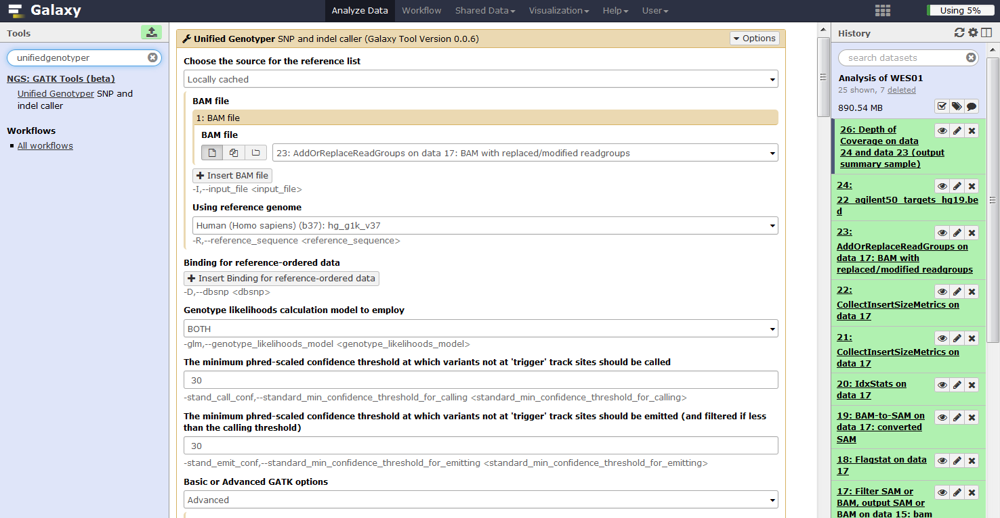 Galaxy
Analyze Data
Workflow
Shared Data
Visualization
Help
User
Using 5%
Tools
unifiedgenotyper
NGS: GATK Tools (beta)
Unified Genotyper SNP and
indel caller
Workflows
All workflows
Unified Genotyper SNP and indel caller (Galaxy Tool Version 0.0.6)
Options
Choose the source for the reference list
Locally cached
BAM file
1: BAM file
BAM file
23: AddOrReplaceReadGroups on data 17: BAM with replaced/modified readgroups
Insert BAM file
-I,--input_file <input_file>
Using reference genome
Human (Homo sapiens) (b37): hg_g1k_v37
-R,--reference_sequence <reference_sequence>
Binding for reference-ordered data
Insert Binding for reference-ordered data
-D,--dbsnp <dbsnp>
Genotype likelihoods calculation model to employ
BOTH
-glm,--genotype_likelihoods_model <genotype_likelihoods_model>
The minimum phred-scaled confidence threshold at which variants not at 'trigger' track sites should be called
30
-stand_call_conf,--standard_min_confidence_threshold_for_calling <standard_min_confidence_threshold_for_calling>
The minimum phred-scaled confidence threshold at which variants not at 'trigger' track sites should be emitted (and filtered if less
than the calling threshold)
30
-stand_emit_conf,--standard_min_confidence_threshold_for_emitting <standard_min_confidence_threshold_for_emitting>
Basic or Advanced GATK options
Advanced
History
search datasets
Analysis of WES01
25 shown, 7 deleted
890.54 MB
26: Depth of
Coverage on data
24 and data 23 (output
summary sample)
24:
22_agilent50_targets_hg19.be
d
23:
AddOrReplaceReadGroups on
data 17: BAM with
replaced/modified readgroups
22:
CollectInsertSizeMetrics on
data 17
21:
CollectInsertSizeMetrics on
data 17
20: IdxStats on
data 17
19: BAM-to-SAM on
data 17: converted
SAM
18: Flagstat on data
17
17: Filter SAM or
BAM, output SAM or
BAM on data 15: bam